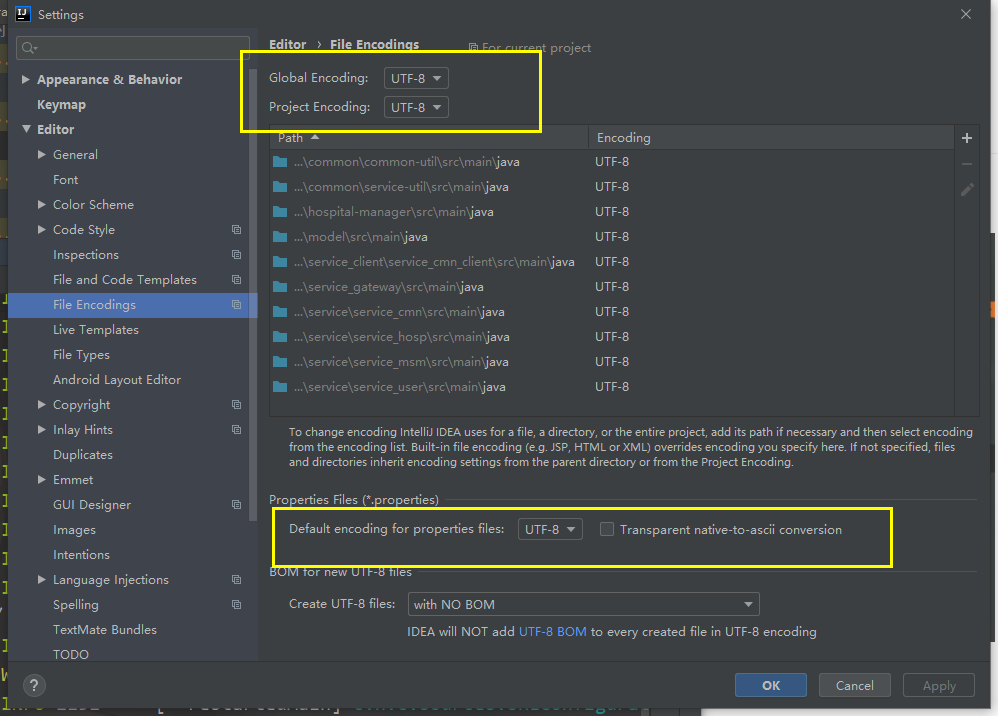 Settings
Editor › File Encodings For current project
Appearance & Behavior
Keymap
Editor
General
Font
Color Scheme
Code Style
Inspections
File and Code Templates
File Encodings
Live Templates
File Types
Android Layout Editor
Copyright
Inlay Hints
Duplicates
Emmet
GUI Designer
Images
Intentions
Language Injections
Spelling
TextMate Bundles
TODO
Global Encoding: UTF-8
Project Encoding: UTF-8
Path Encoding
...\common\common-util\src\main\java UTF-8
...\common\service-util\src\main\java UTF-8
...\hospital-manager\src\main\java UTF-8
...\model\src\main\java UTF-8
...\service_client\service_cmn_client\src\main\java UTF-8
...\service_gateway\src\main\java UTF-8
...\service\service_cmn\src\main\java UTF-8
...\service\service_hosp\src\main\java UTF-8
...\service\service_msm\src\main\java UTF-8
...\service\service_user\src\main\java UTF-8
To change encoding IntelliJ IDEA uses for a file, a directory, or the entire project, add its path if necessary and then select encoding
from the encoding list. Built-in file encoding (e.g. JSP, HTML or XML) overrides encoding you specify here. If not specified, files
and directories inherit encoding settings from the parent directory or from the Project Encoding.
Properties Files (*.properties)
Default encoding for properties files: UTF-8 Transparent native-to-ascii conversion
BOM for new UTF-8 files
Create UTF-8 files: with NO BOM
IDEA will NOT add UTF-8 BOM to every created file in UTF-8 encoding
? OK Cancel Apply